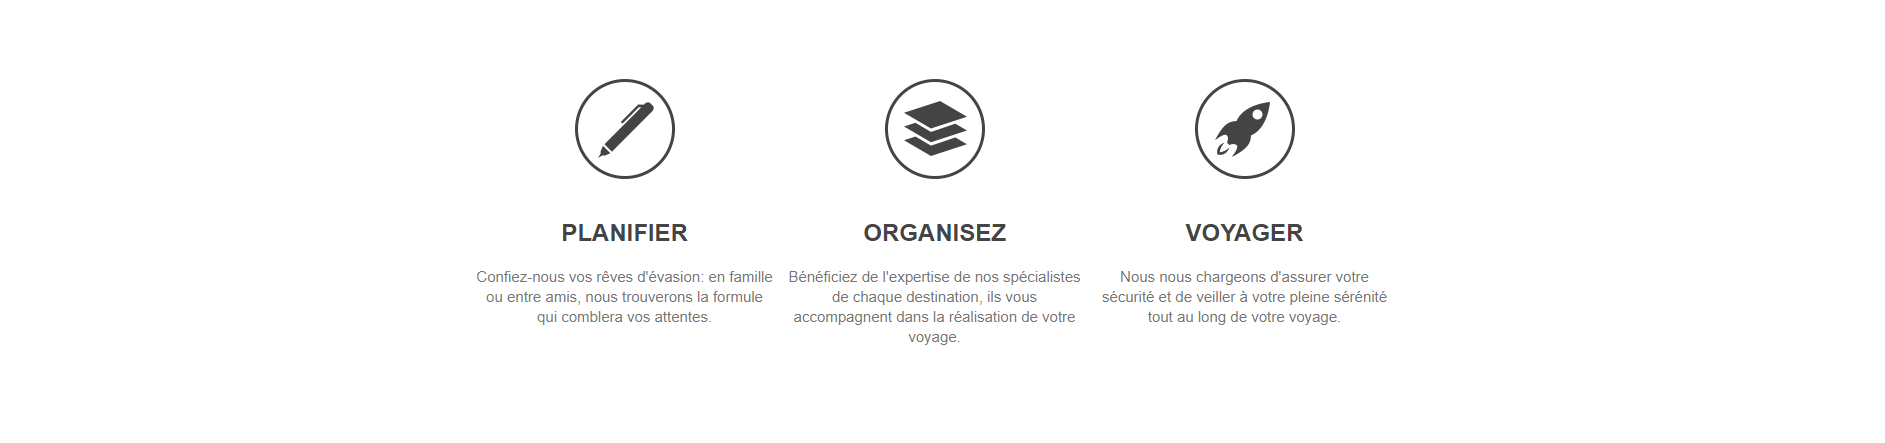 PLANIFIER
Confiez-nous vos rêves d'évasion: en famille
ou entre amis, nous trouverons la formule
qui comblera vos attentes.
ORGANISEZ
Bénéficiez de l'expertise de nos spécialistes
de chaque destination, ils vous
accompagnent dans la réalisation de votre
voyage.
VOYAGER
Nous nous chargeons d'assurer votre
sécurité et de veiller à votre pleine sérénité
tout au long de votre voyage.